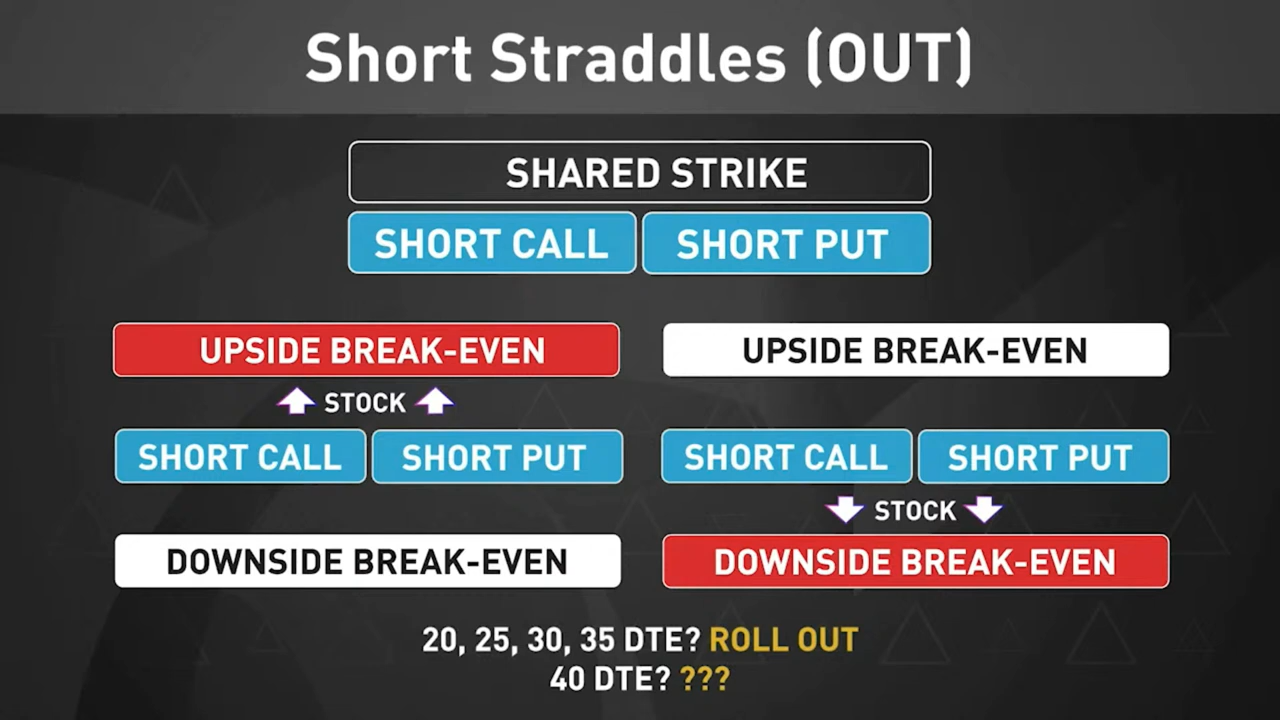 Short Straddles (OUT)
SHARED STRIKE
SHORT CALL SHORT PUT
UPSIDE BREAK-EVEN UPSIDE BREAK-EVEN
STOCK
SHORT CALL SHORT PUT SHORT CALL SHORT PUT
STOCK
DOWNSIDE BREAK-EVEN DOWNSIDE BREAK-EVEN
20, 25, 30, 35 DTE? ROLL OUT
40 DTE? ???